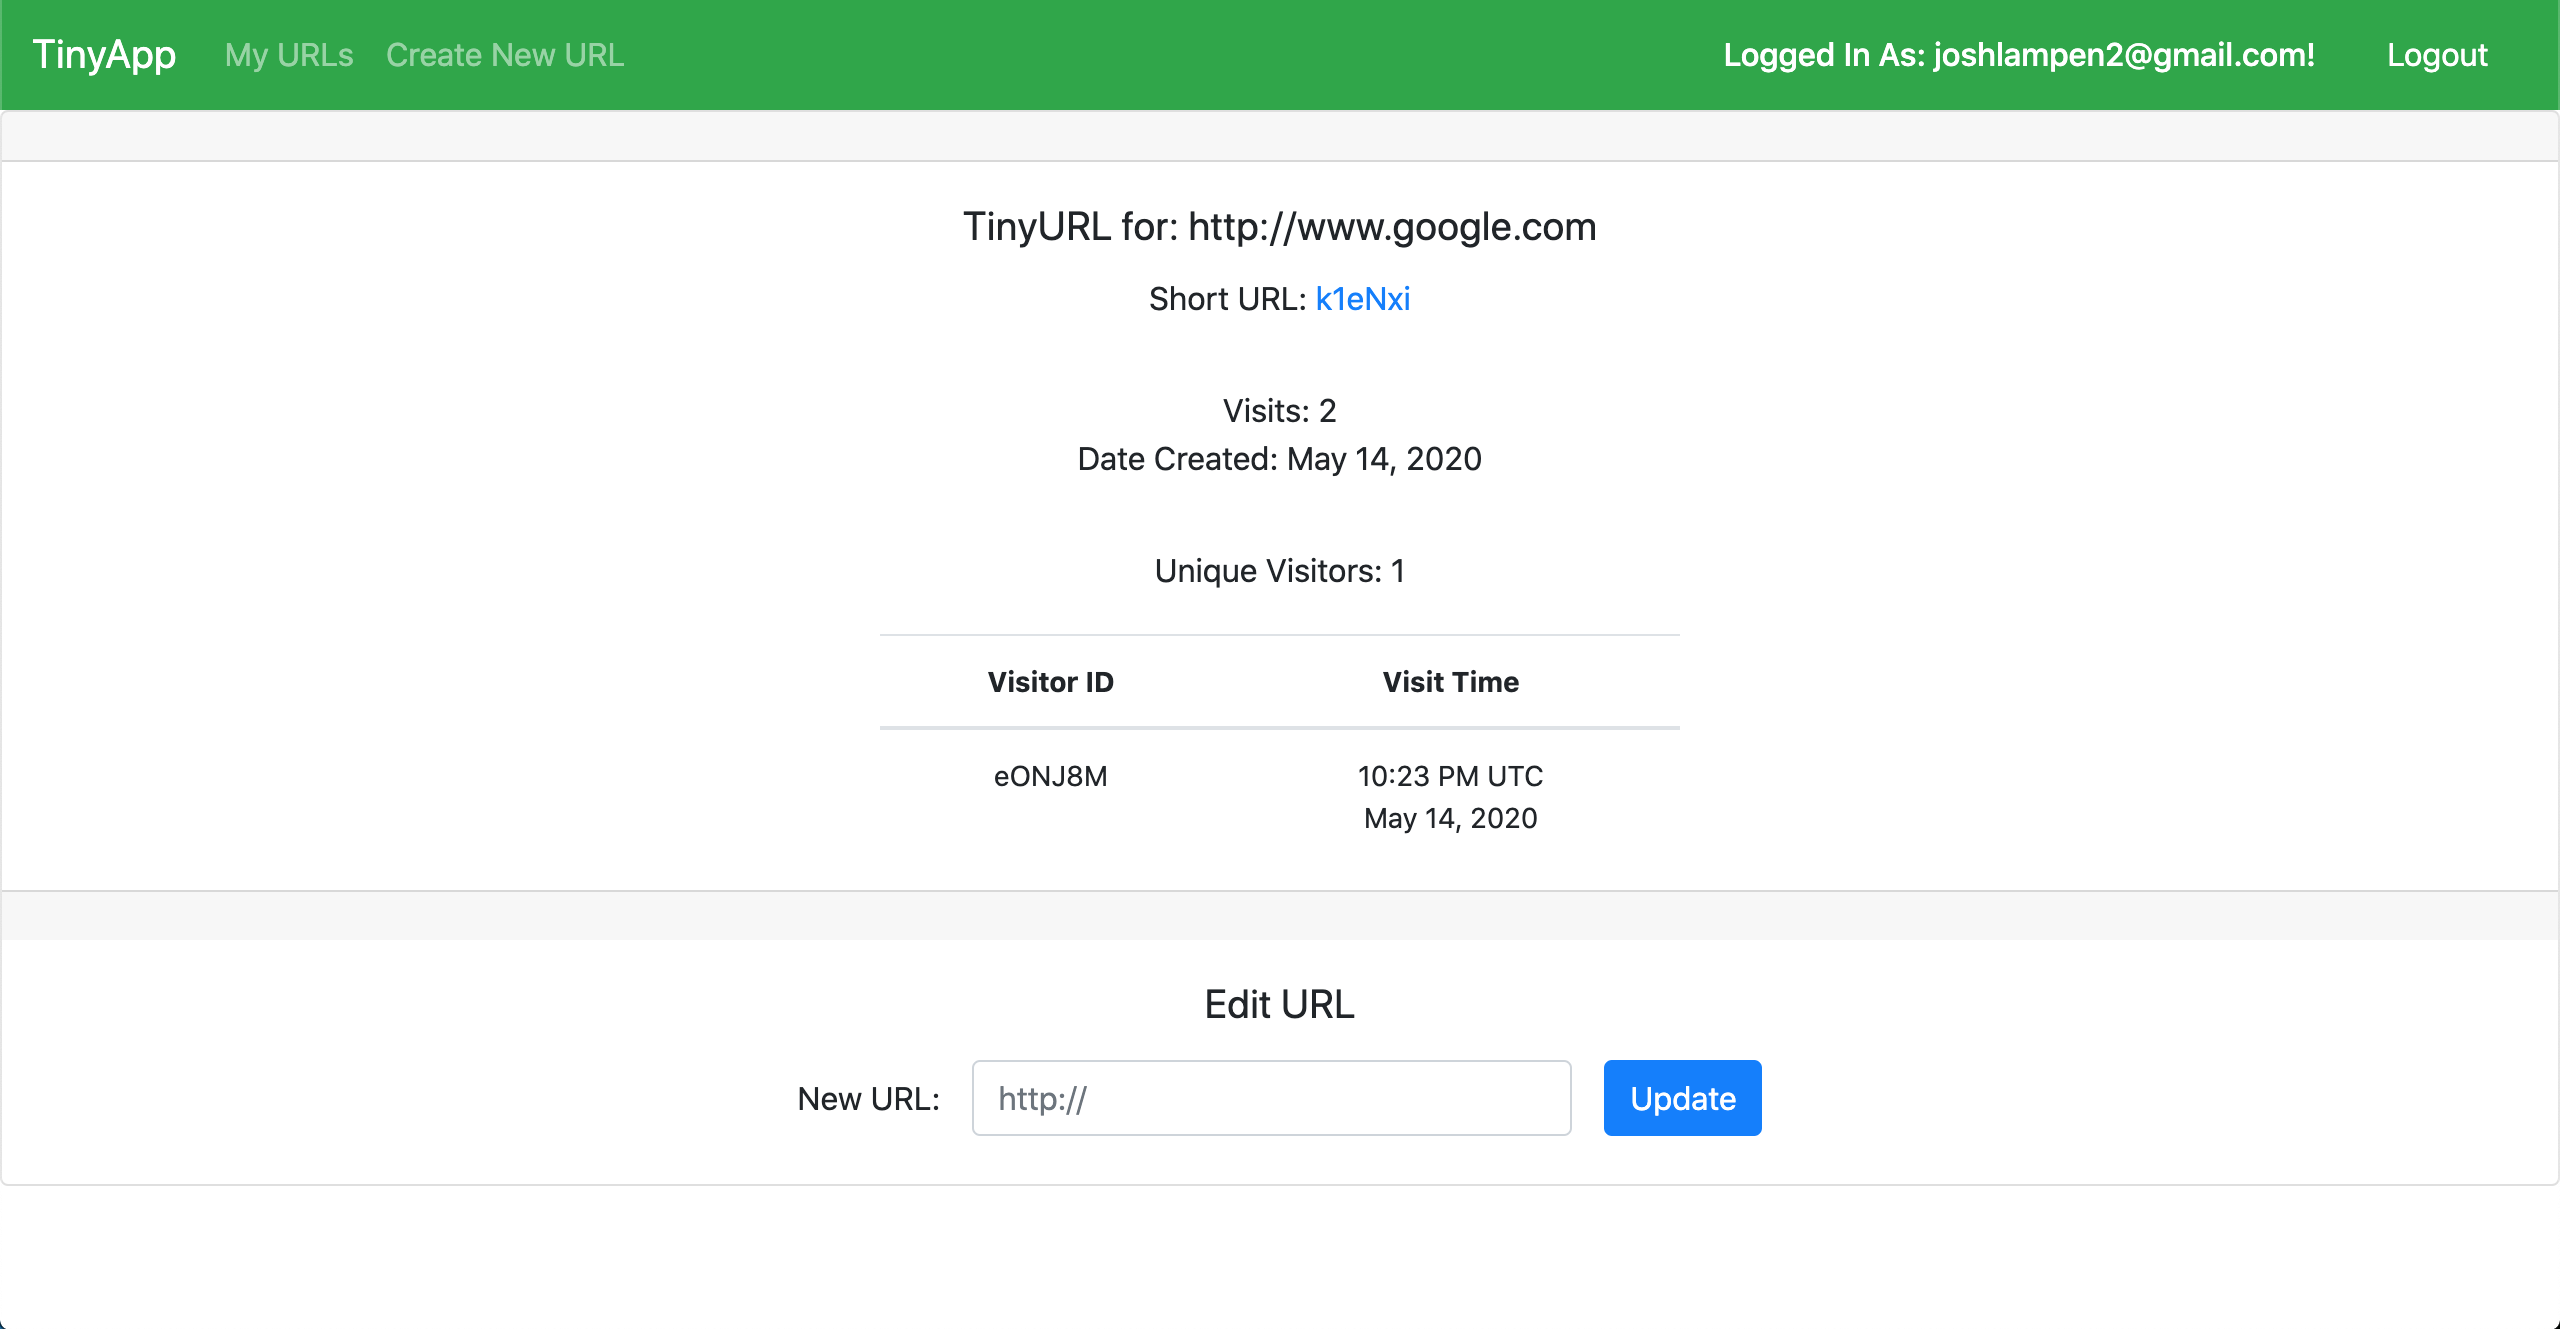 TinyApp My URLs Create New URL Logged In As: joshlampen2@gmail.com! Logout
TinyURL for: http://www.google.com
Short URL: k1eNxi
Visits: 2
Date Created: May 14, 2020
Unique Visitors: 1
Visitor ID Visit Time
eONJ8M 10:23 PM UTC
May 14, 2020
Edit URL
New URL: http:// Update